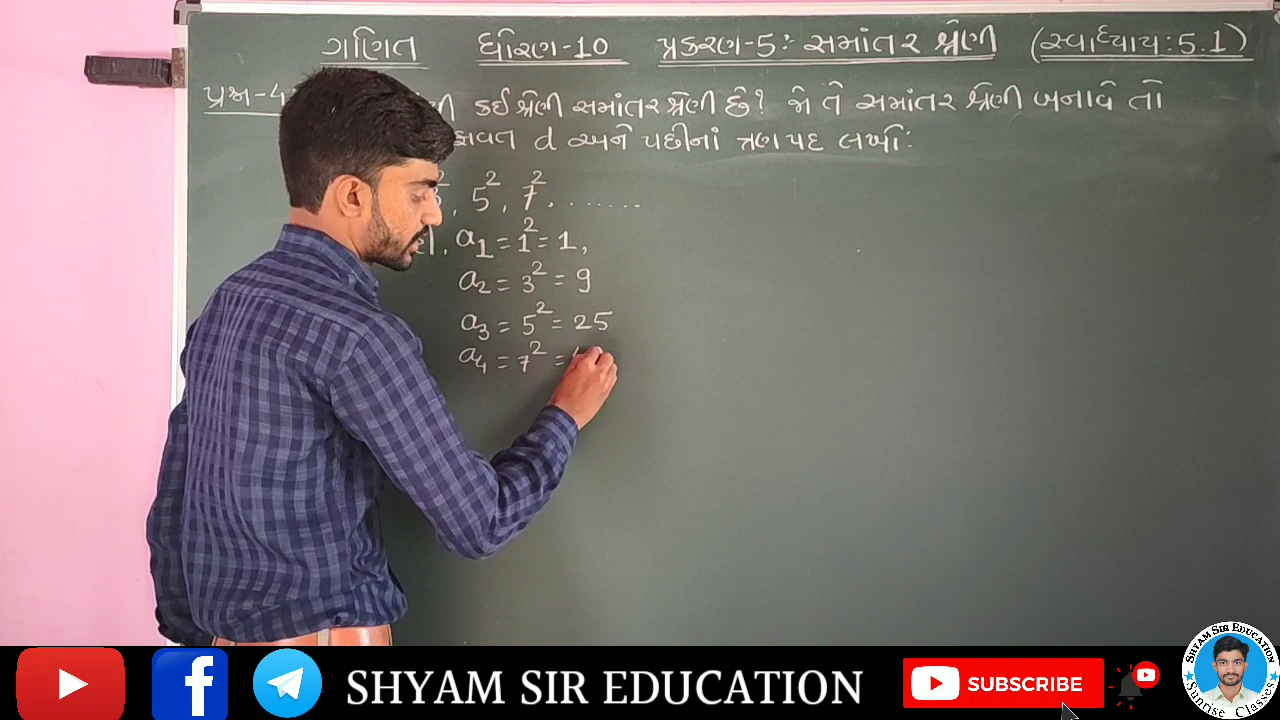 ગણિત ધોરણ-10 પ્રકરણ-5:- સમાંતર શ્રેણી (સ્વાધ્યાય:5.1)
પ્રશ્ન-4 કઈ શ્રેણી સમાંતર શ્રેણી છે? જો તે સમાંતર શ્રેણી બનાવે તો
d અને પછીનાં ત્રણ પદ લખો:
, 5², 7², .......
a₁ = 1² = 1,
a₂ = 3² = 9
a₃ = 5² = 25
a₄ = 7² =
SHYAM SIR EDUCATION
SUBSCRIBE
SHYAM SIR EDUCATION
Sunrise Classes